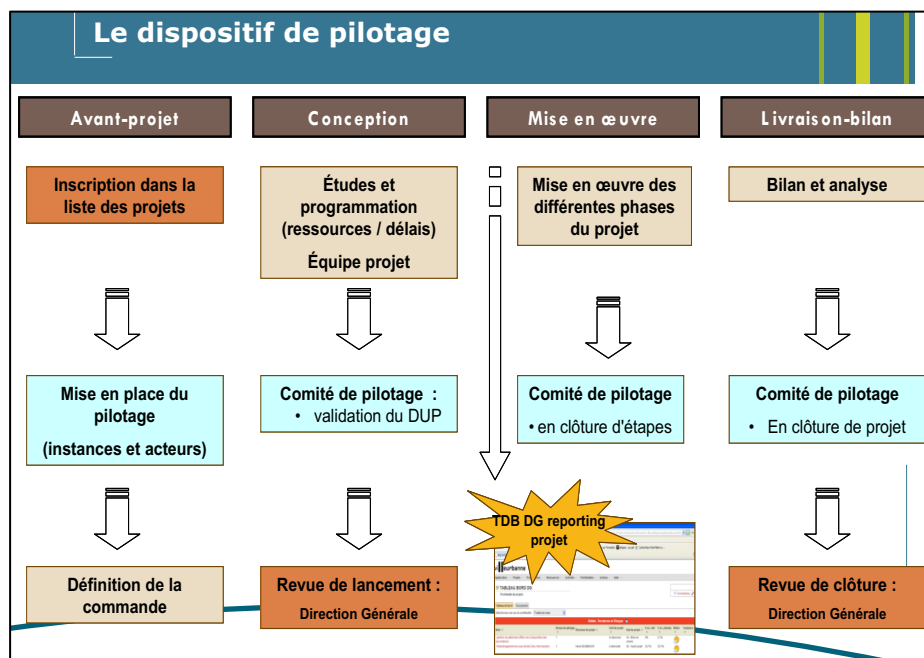 Le dispositif de pilotage
Avant-projet
Conception
Mise en œuvre
Livraison-bilan
Inscription dans la
liste des projets
Études et
programmation
(ressources / délais)
Équipe projet
Mise en œuvre des
différentes phases
du projet
Bilan et analyse
Mise en place du
pilotage
(instances et acteurs)
Comité de pilotage :
• validation du DUP
Comité de pilotage
• en clôture d'étapes
Comité de pilotage
• En clôture de projet
TDB DG reporting
projet
TABLEAU BORD DG
Définition de la
commande
Revue de lancement :
Direction Générale
Revue de clôture :
Direction Générale